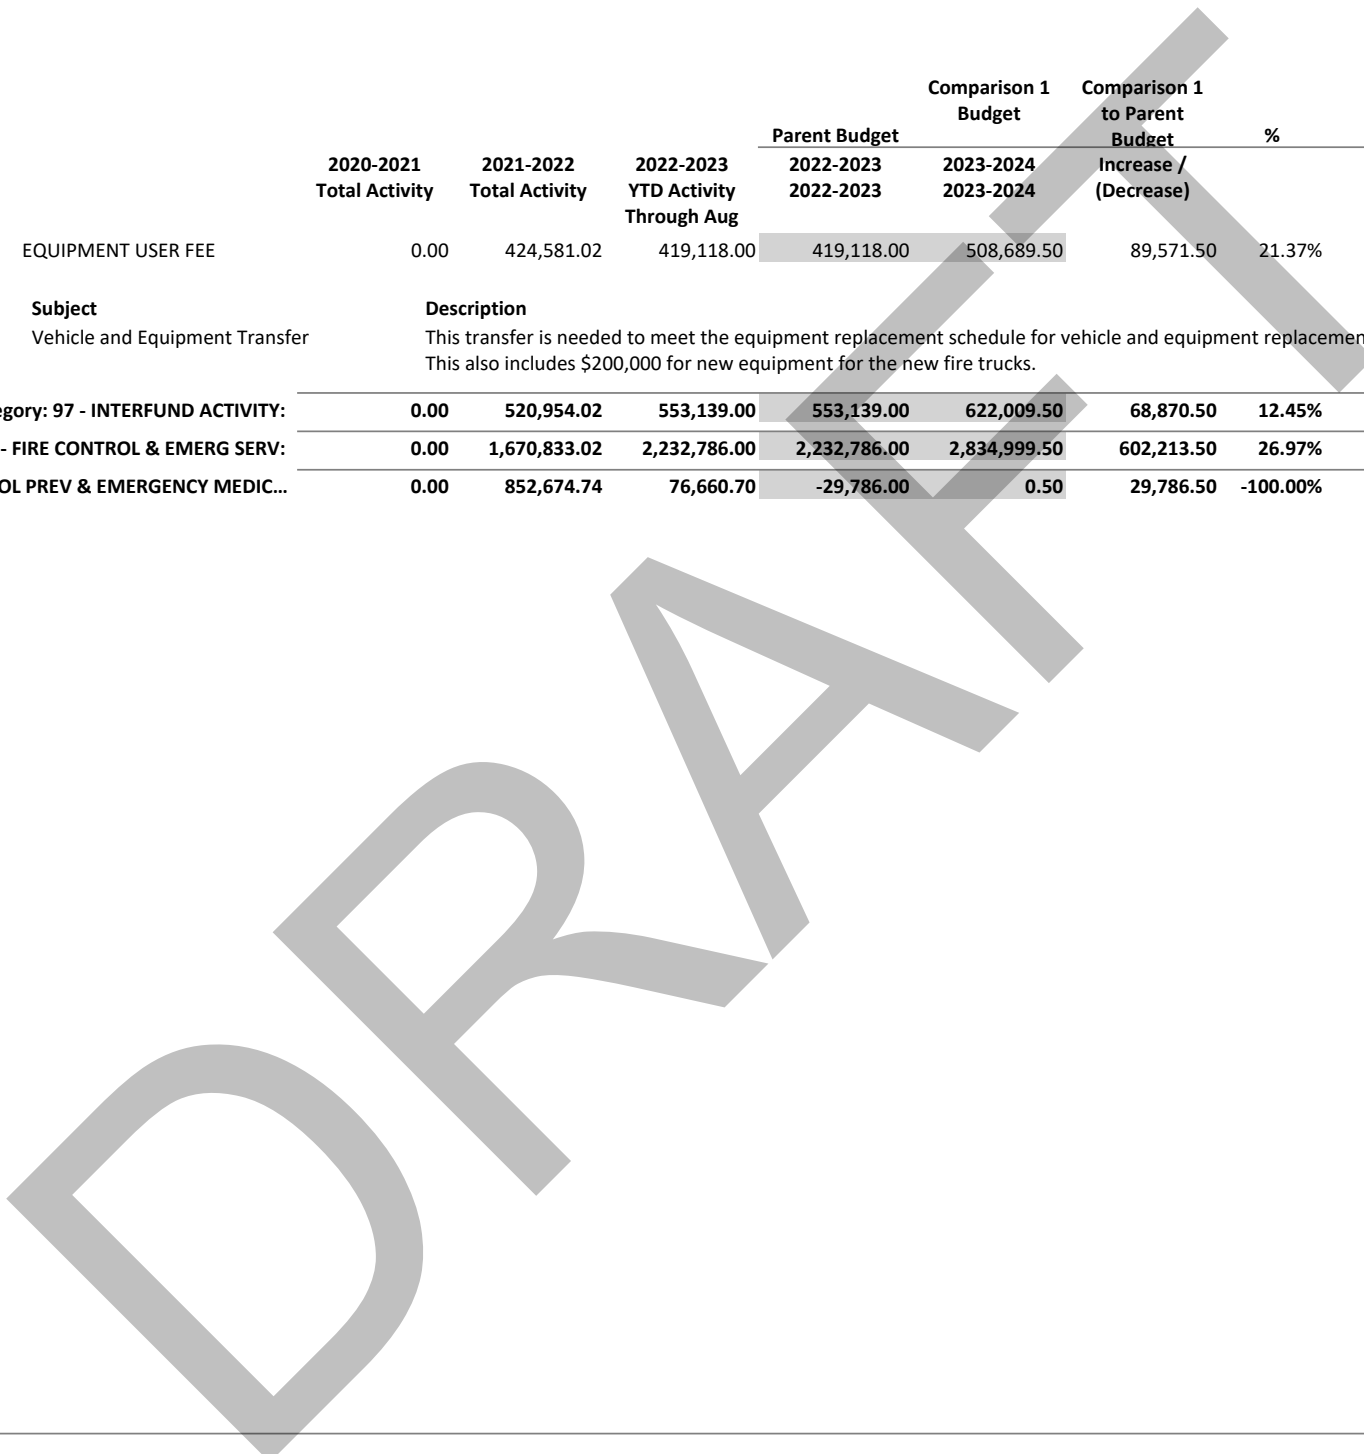 Comparison 1 Comparison 1
Budget to Parent
Parent Budget Budget %
2020-2021 2021-2022 2022-2023 2022-2023 2023-2024 Increase /
Total Activity Total Activity YTD Activity 2022-2023 2023-2024 (Decrease)
Through Aug
EQUIPMENT USER FEE 0.00 424,581.02 419,118.00 419,118.00 508,689.50 89,571.50 21.37%
Subject Description
Vehicle and Equipment Transfer This transfer is needed to meet the equipment replacement schedule for vehicle and equipment replacemen
This also includes $200,000 for new equipment for the new fire trucks.
egory: 97 - INTERFUND ACTIVITY: 0.00 520,954.02 553,139.00 553,139.00 622,009.50 68,870.50 12.45%
- FIRE CONTROL & EMERG SERV: 0.00 1,670,833.02 2,232,786.00 2,232,786.00 2,834,999.50 602,213.50 26.97%
OL PREV & EMERGENCY MEDIC... 0.00 852,674.74 76,660.70 -29,786.00 0.50 29,786.50 -100.00%
DRAFT